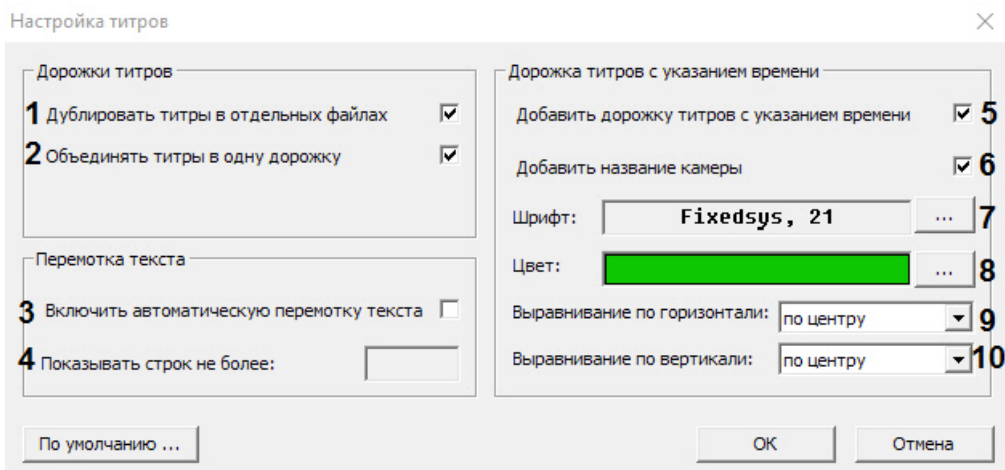 Настройка титров
Дорожки титров
1 Дублировать титры в отдельных файлах
2 Объединять титры в одну дорожку
Перемотка текста
3 Включить автоматическую перемотку текста
4 Показывать строк не более:
Дорожка титров с указанием времени
Добавить дорожку титров с указанием времени 5
Добавить название камеры 6
Шрифт: Fixedsys, 21 ... 7
Цвет: ... 8
Выравнивание по горизонтали: по центру 9
Выравнивание по вертикали: по центру 10
По умолчанию ...
OK
Отмена